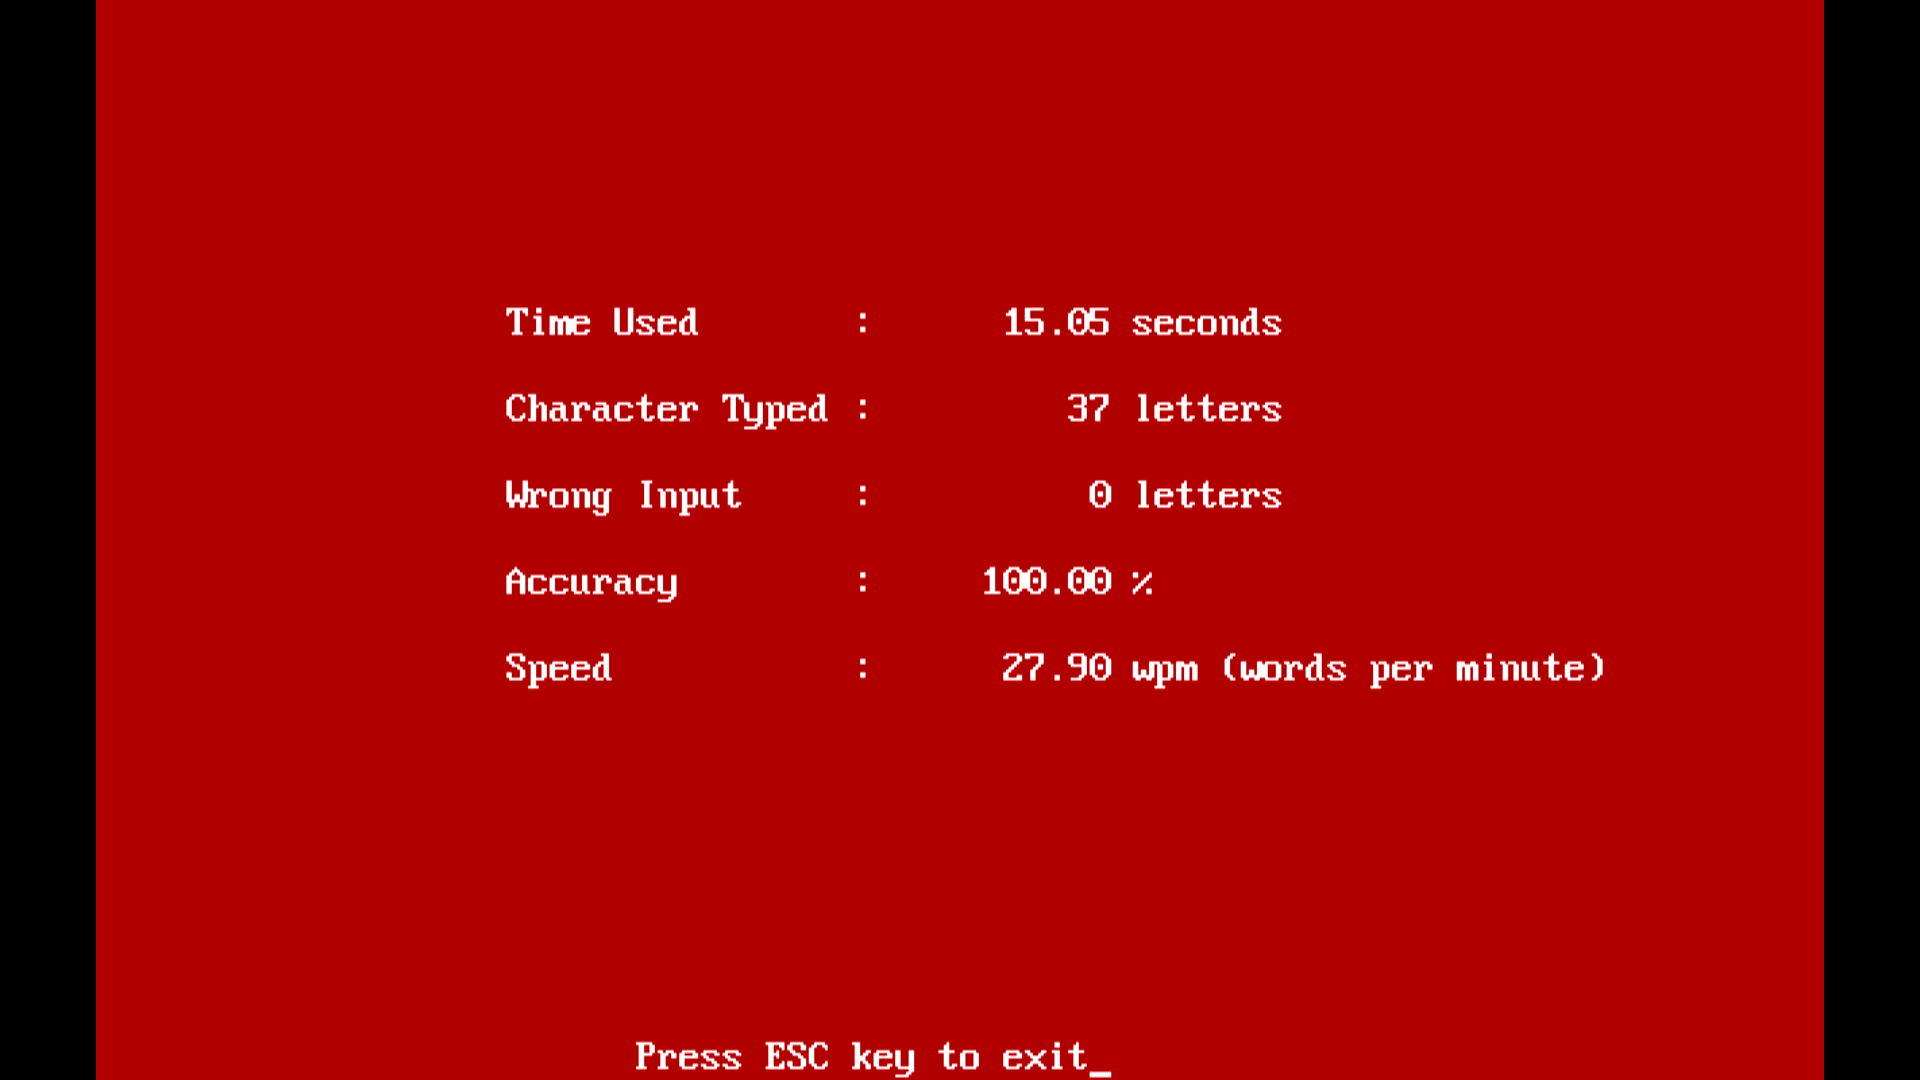 Time Used : 15.05 seconds
Character Typed : 37 letters
Wrong Input : 0 letters
Accuracy : 100.00 %
Speed : 27.90 wpm (words per minute)
Press ESC key to exit_